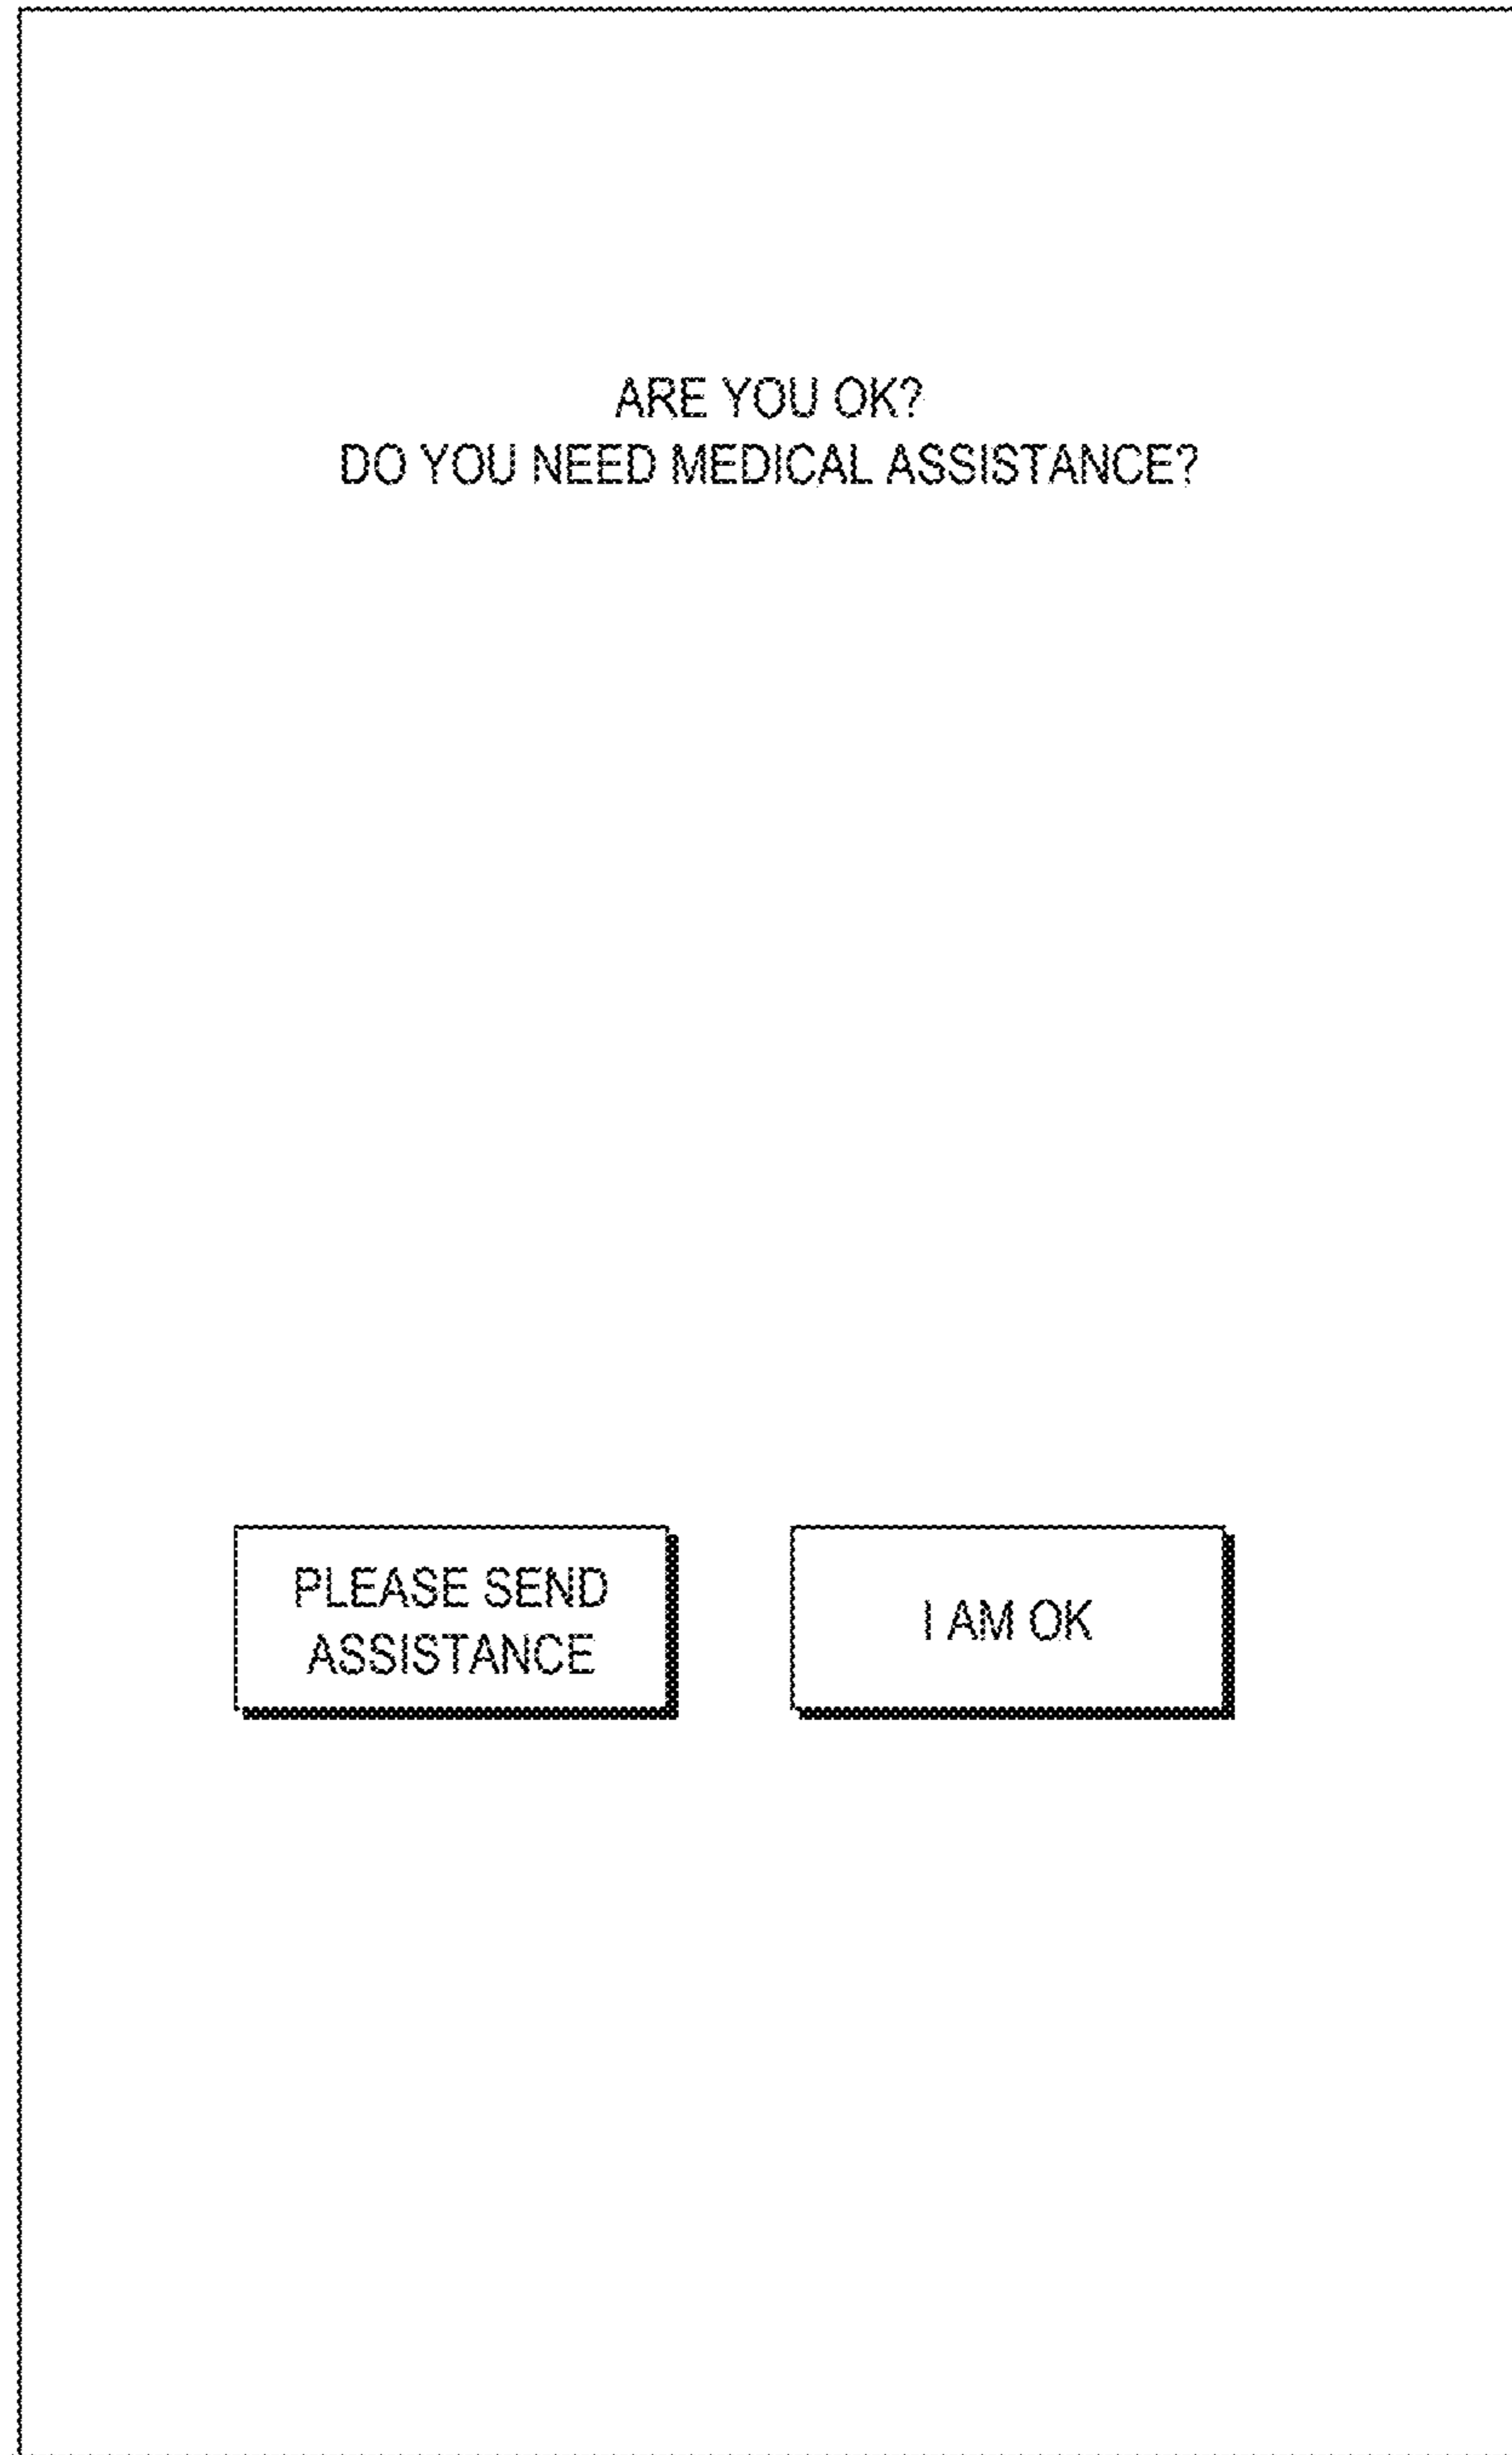 ARE YOU OK?
DO YOU NEED MEDICAL ASSISTANCE?
PLEASE SEND
ASSISTANCE
I AM OK